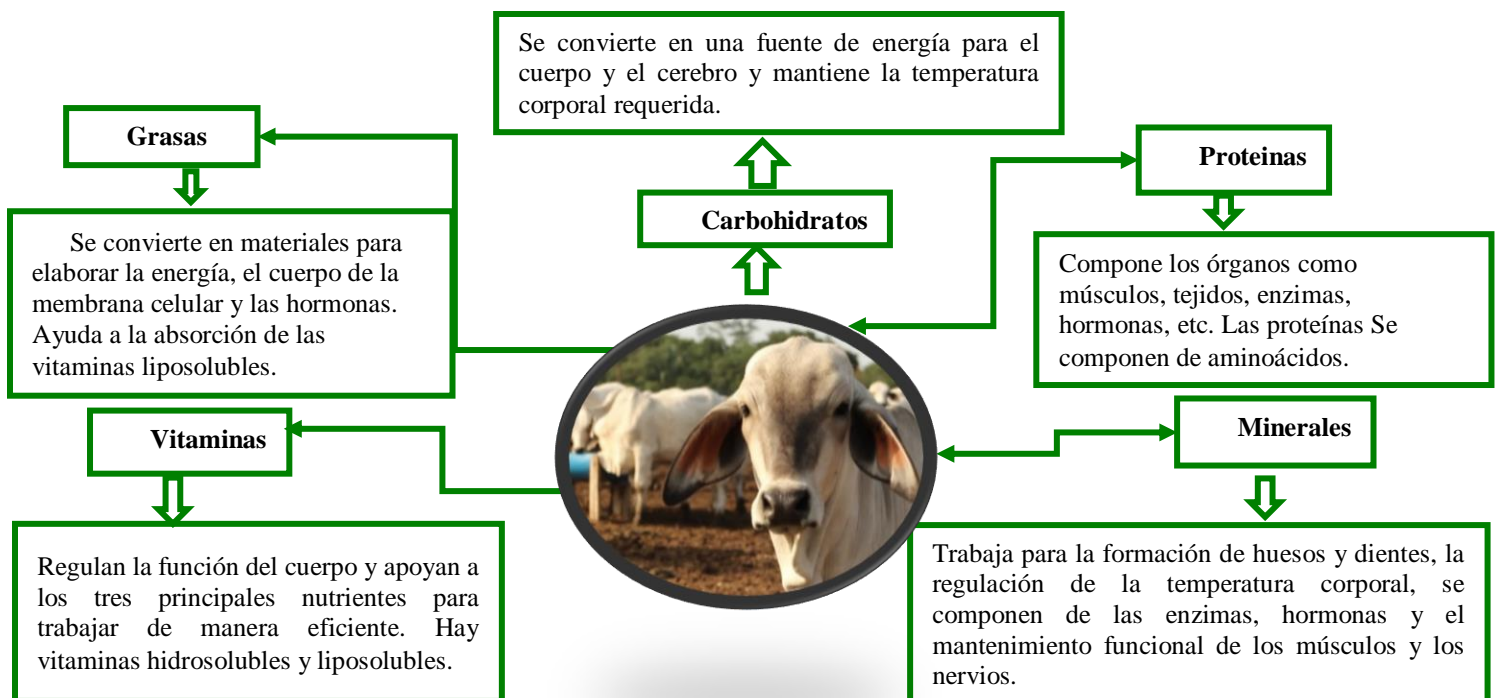 Se convierte en una fuente de energía para el
cuerpo y el cerebro y mantiene la temperatura
corporal requerida.
Grasas
Proteinas
Carbohidratos
Se convierte en materiales para
elaborar la energía, el cuerpo de la
membrana celular y las hormonas.
Ayuda a la absorción de las
vitaminas liposolubles.
Compone los órganos como
músculos, tejidos, enzimas,
hormonas, etc. Las proteínas Se
componen de aminoácidos.
Vitaminas
Minerales
Regulan la función del cuerpo y apoyan a
los tres principales nutrientes para
trabajar de manera eficiente. Hay
vitaminas hidrosolubles y liposolubles.
Trabaja para la formación de huesos y dientes, la
regulación de la temperatura corporal, se
componen de las enzimas, hormonas y el
mantenimiento funcional de los músculos y los
nervios.